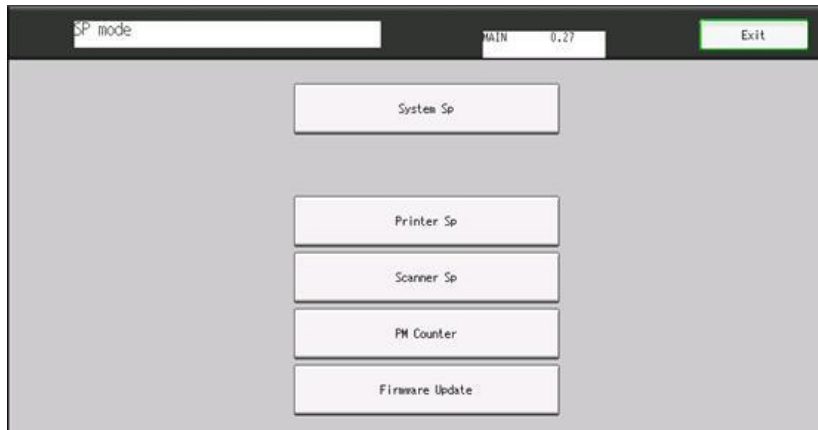 SP mode
MAIN 0.27
Exit
System Sp
Printer Sp
Scanner Sp
PM Counter
Firmware Update